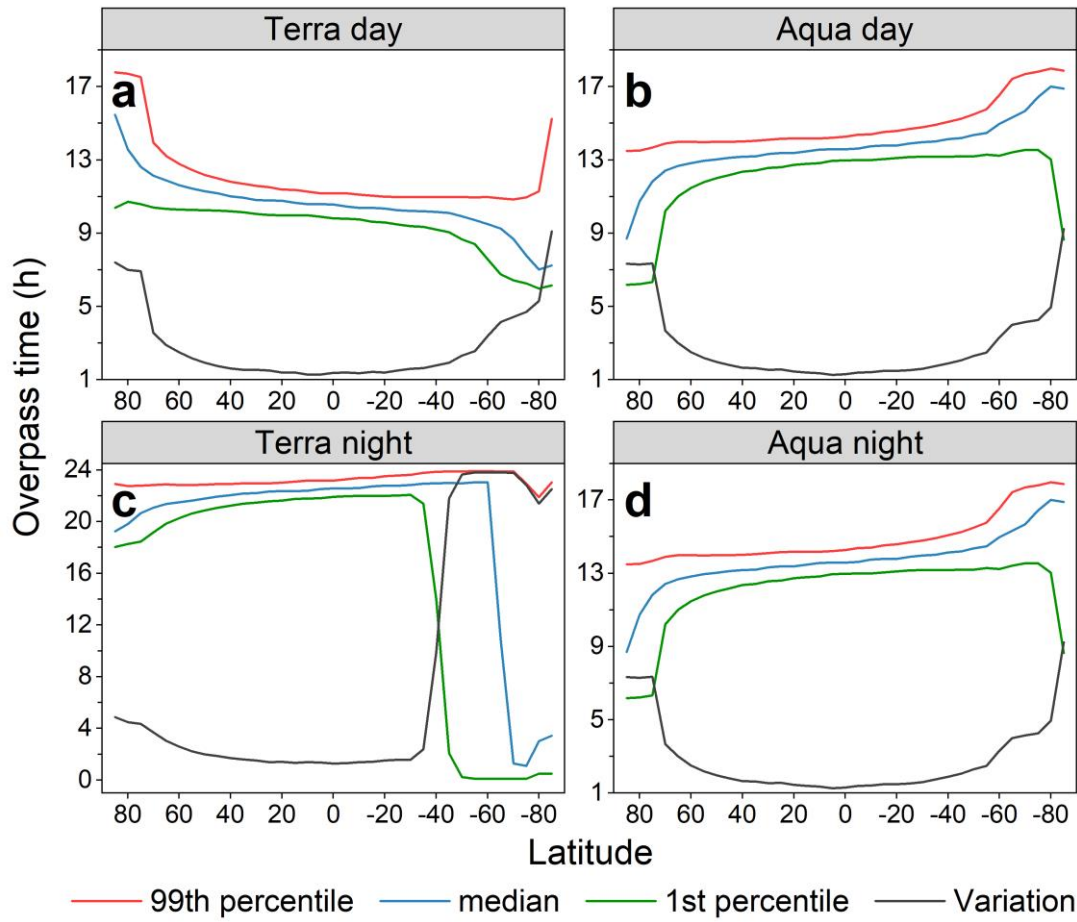 Terra day
Aqua day
a
b
17
13
9
5
1
17
13
9
5
1
80 60 40 20 0 -20 -40 -60 -80
80 60 40 20 0 -20 -40 -60 -80
Overpass time (h)
Terra night
Aqua night
c
d
24
20
16
12
8
4
0
17
13
9
5
1
80 60 40 20 0 -20 -40 -60 -80
80 60 40 20 0 -20 -40 -60 -80
Latitude
99th percentile median 1st percentile Variation